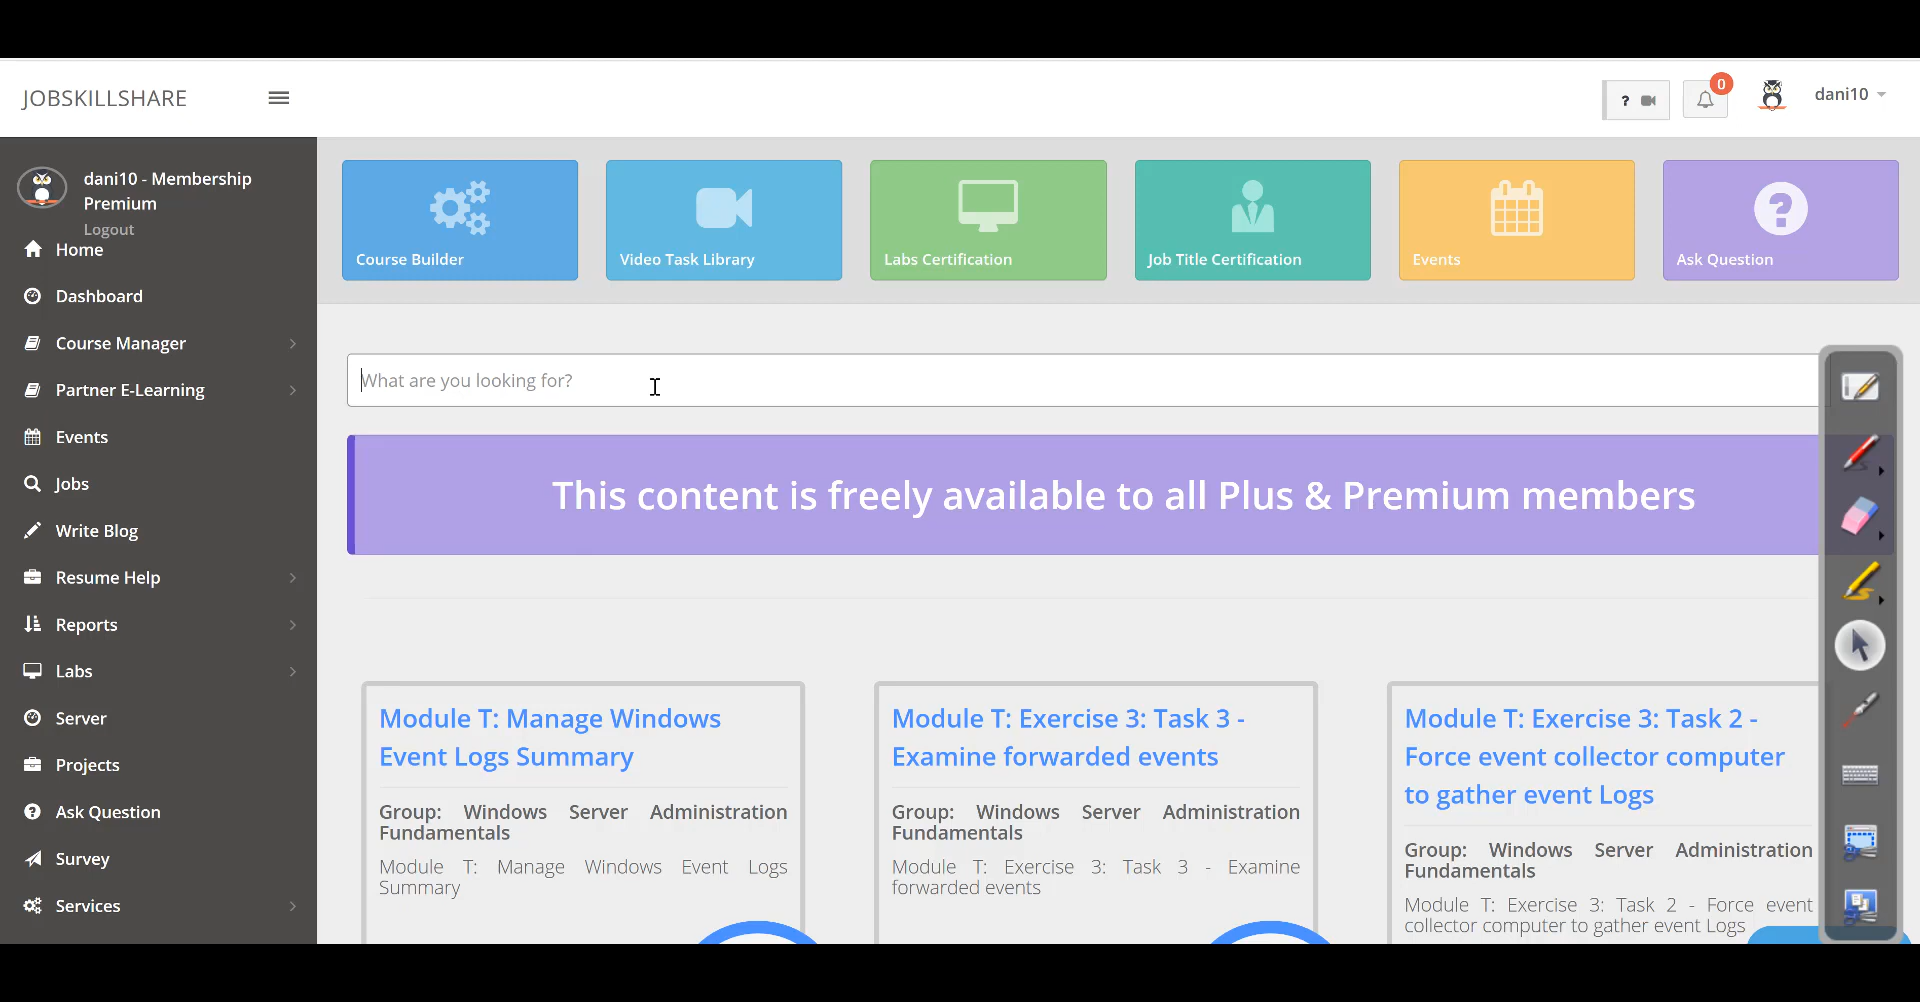 JOBSKILLSHARE
?
0
dani10
dani10 - Membership
Premium
Logout
Home
Dashboard
Course Manager
Partner E-Learning
Events
Jobs
Write Blog
Resume Help
Reports
Labs
Server
Projects
Ask Question
Survey
Services
Course Builder
Video Task Library
Labs Certification
Job Title Certification
Events
Ask Question
What are you looking for?
This content is freely available to all Plus & Premium members
Module T: Manage Windows
Event Logs Summary
Group: Windows Server Administration
Fundamentals
Module T: Manage Windows Event Logs
Summary
Module T: Exercise 3: Task 3 -
Examine forwarded events
Group: Windows Server Administration
Fundamentals
Module T: Exercise 3: Task 3 - Examine
forwarded events
Module T: Exercise 3: Task 2 -
Force event collector computer
to gather event Logs
Group: Windows Server Administration
Fundamentals
Module T: Exercise 3: Task 2 - Force event
collector computer to gather event Logs